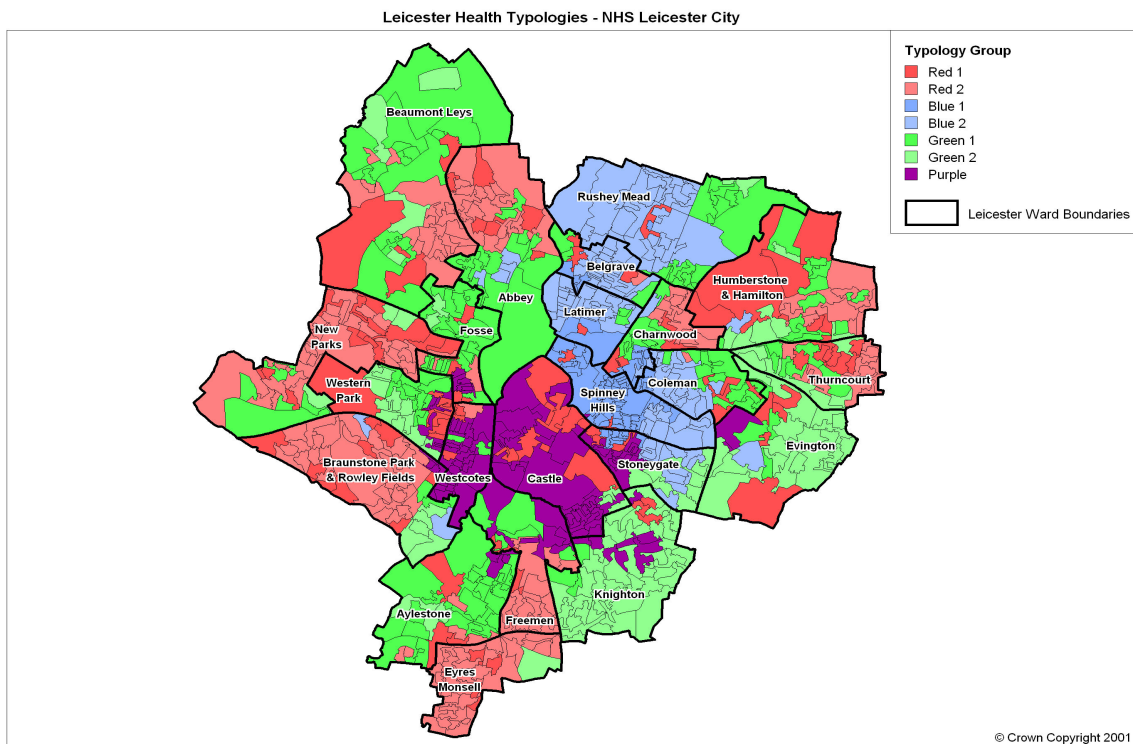 Leicester Health Typologies - NHS Leicester City
Typology Group
Red 1
Red 2
Blue 1
Blue 2
Green 1
Green 2
Purple
Leicester Ward Boundaries
Beaumont Leys
Rushey Mead
Belgrave
Humberstone
& Hamilton
Abbey
Latimer
Fosse
Charnwood
New
Parks
Western
Park
Coleman
Thurncourt
Spinney
Hills
Evington
Braunstone Park
& Rowley Fields
Westcotes
Castle
Stoneygate
Knighton
Aylestone
Freemen
Eyres
Monsell
© Crown Copyright 2001